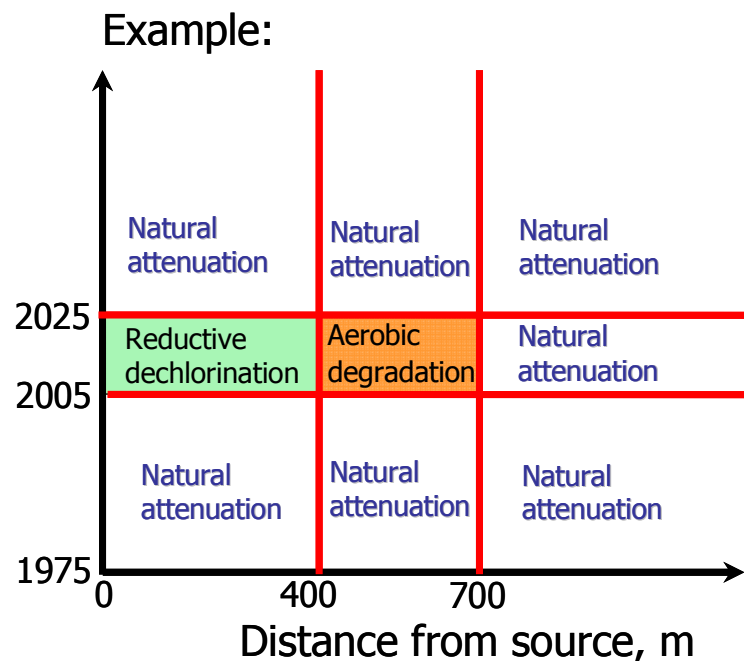 Example:
Natural
attenuation
Natural
attenuation
Natural
attenuation
2025
Reductive
dechlorination
Aerobic
degradation
Natural
attenuation
2005
Natural
attenuation
Natural
attenuation
Natural
attenuation
1975
0
400
700
Distance from source, m